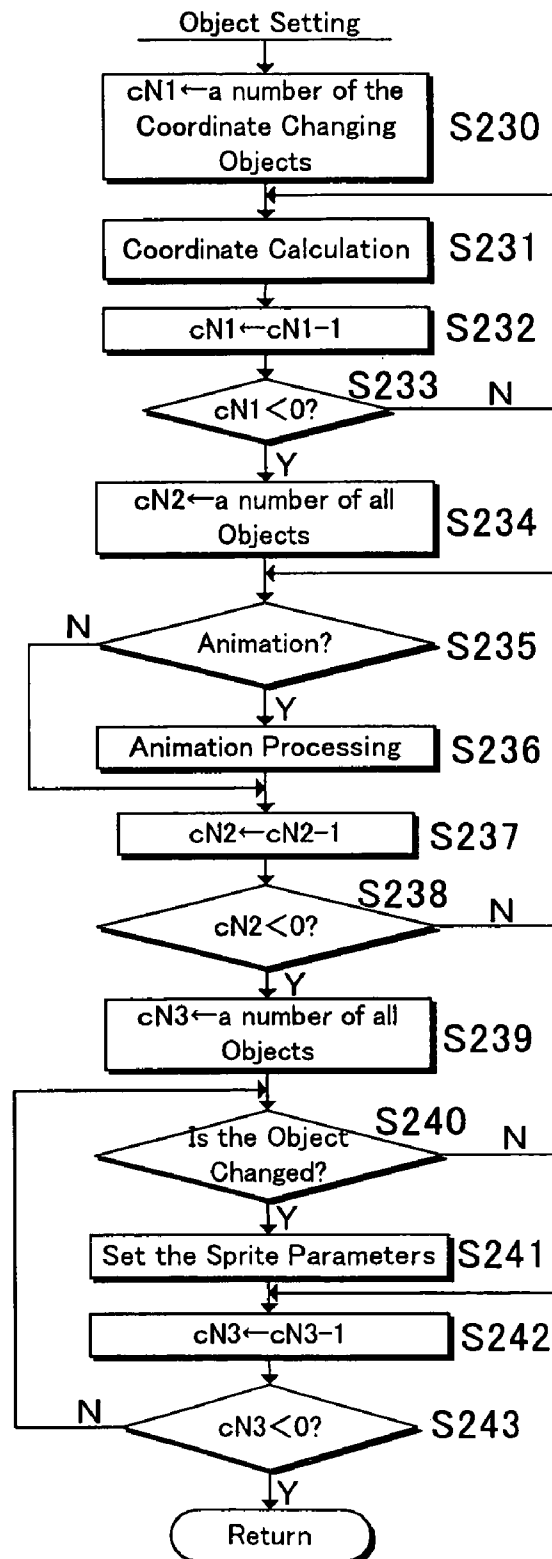 Object Setting
cN1←a number of the
Coordinate Changing
Objects
S230
Coordinate Calculation
S231
cN1←cN1-1
S232
S233
cN1<0?
N
Y
cN2←a number of all
Objects
S234
N
Animation?
S235
Y
Animation Processing
S236
cN2←cN2-1
S237
S238
cN2<0?
N
Y
cN3←a number of all
Objects
S239
S240
Is the Object
Changed?
N
Y
Set the Sprite Parameters
S241
cN3←cN3-1
S242
N
cN3<0?
S243
Y
Return